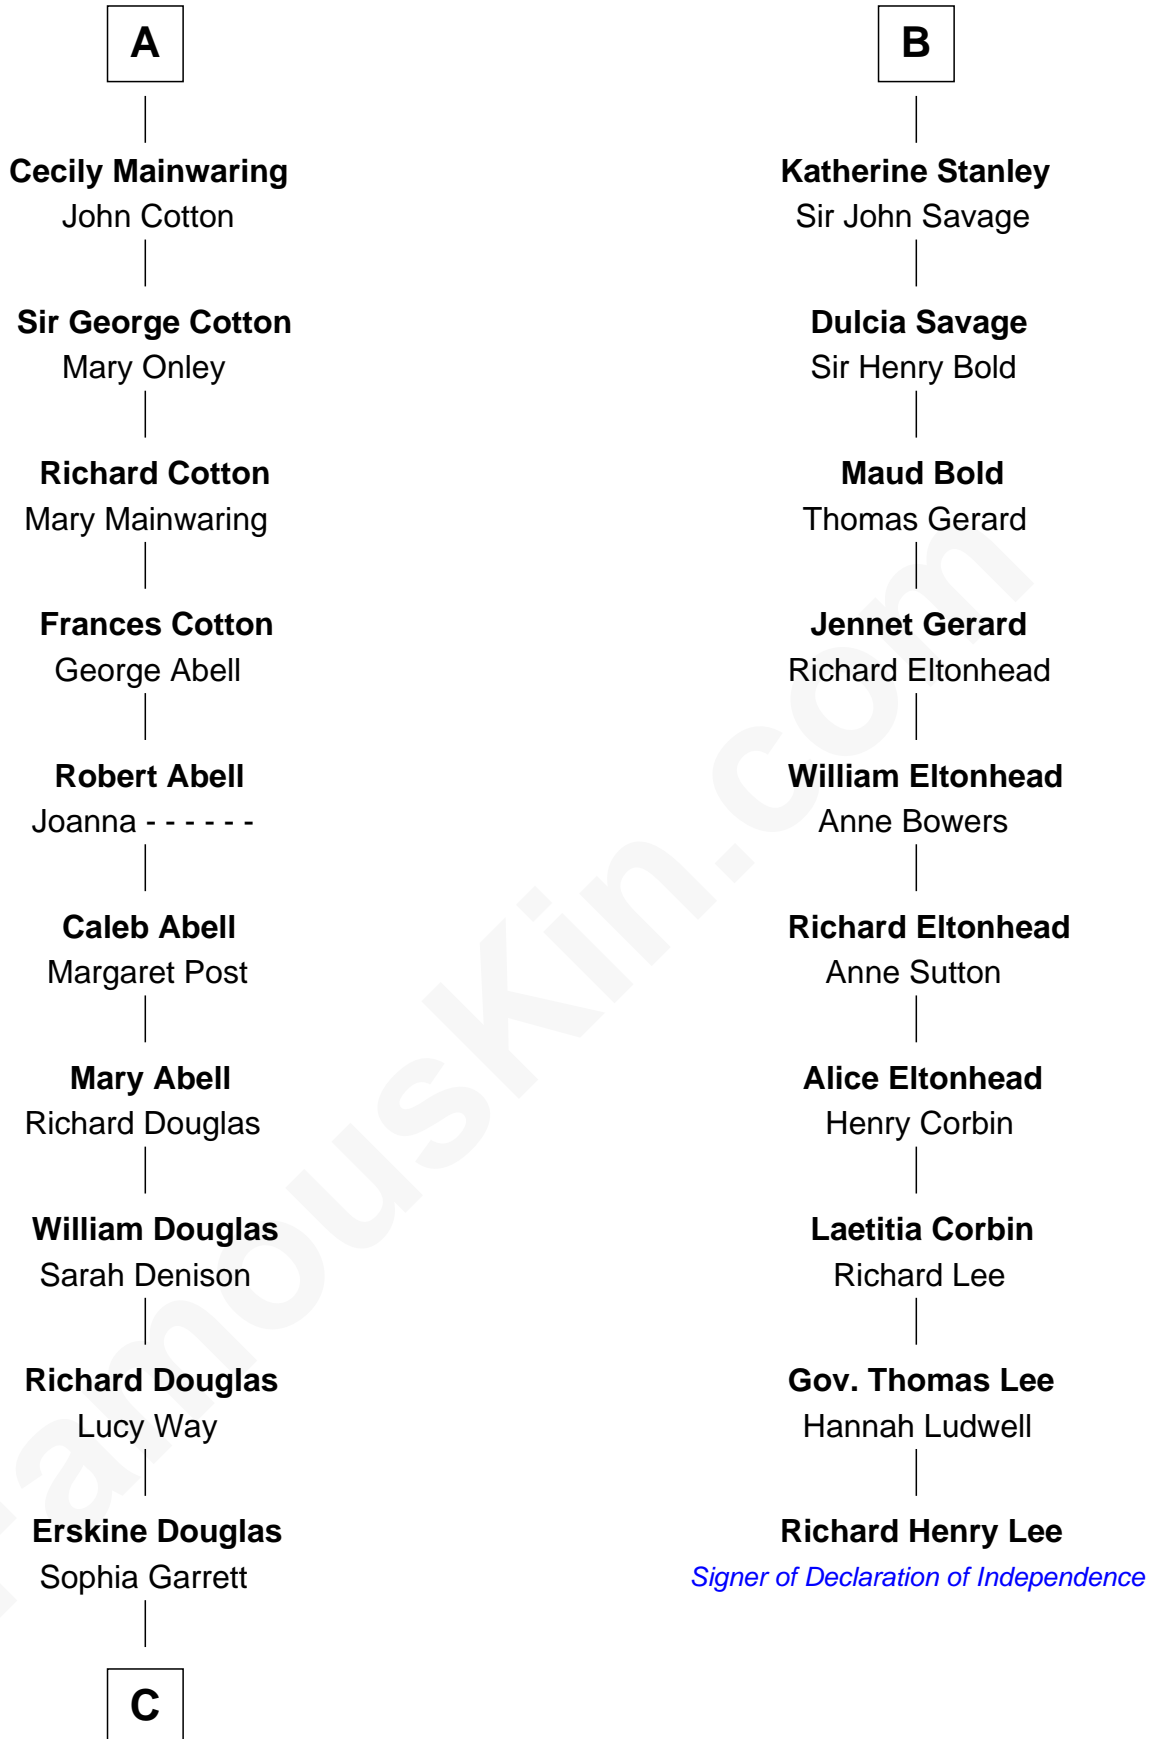 A
Cecily Mainwaring
John Cotton
Sir George Cotton
Mary Onley
Richard Cotton
Mary Mainwaring
Frances Cotton
George Abell
Robert Abell
Joanna - - - - - -
Caleb Abell
Margaret Post
Mary Abell
Richard Douglas
William Douglas
Sarah Denison
Richard Douglas
Lucy Way
Erskine Douglas
Sophia Garrett
C
B
Katherine Stanley
Sir John Savage
Dulcia Savage
Sir Henry Bold
Maud Bold
Thomas Gerard
Jennet Gerard
Richard Eltonhead
William Eltonhead
Anne Bowers
Richard Eltonhead
Anne Sutton
Alice Eltonhead
Henry Corbin
Laetitia Corbin
Richard Lee
Gov. Thomas Lee
Hannah Ludwell
Richard Henry Lee
Signer of Declaration of Independence
FamousKin.com